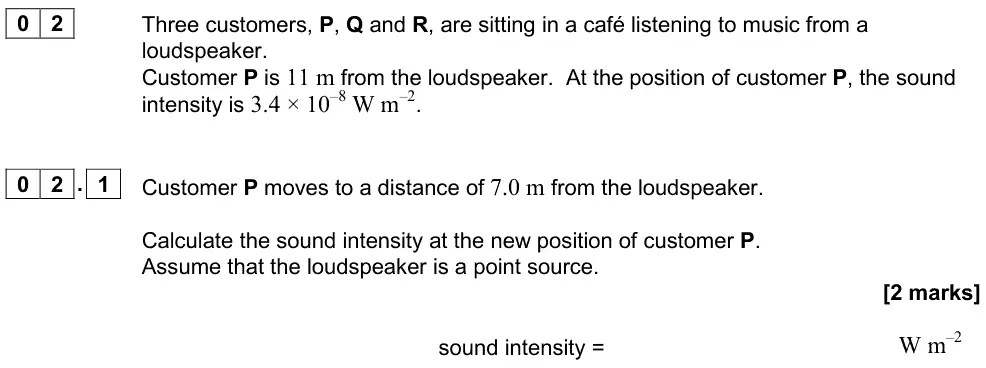 0 2 Three customers, P, Q and R, are sitting in a café listening to music from a
loudspeaker.
Customer P is 11 m from the loudspeaker. At the position of customer P, the sound
intensity is 3.4 × 10⁻⁸ W m⁻².
0 2 . 1 Customer P moves to a distance of 7.0 m from the loudspeaker.
Calculate the sound intensity at the new position of customer P.
Assume that the loudspeaker is a point source.
[2 marks]
sound intensity = W m⁻²